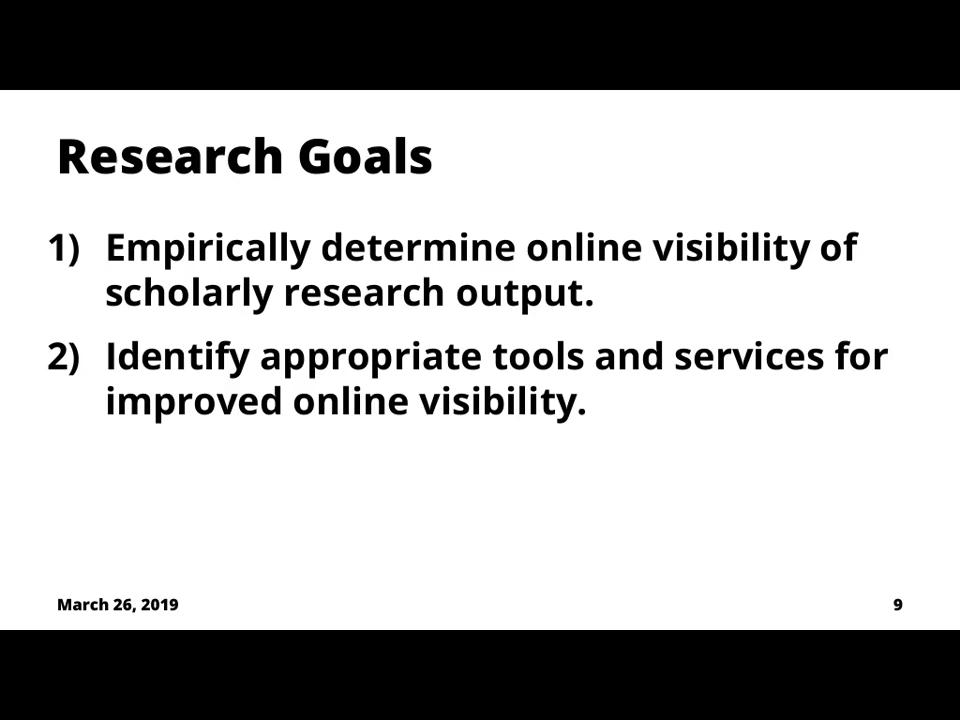 Research Goals
1) Empirically determine online visibility of
scholarly research output.
2) Identify appropriate tools and services for
improved online visibility.
March 26, 2019
9